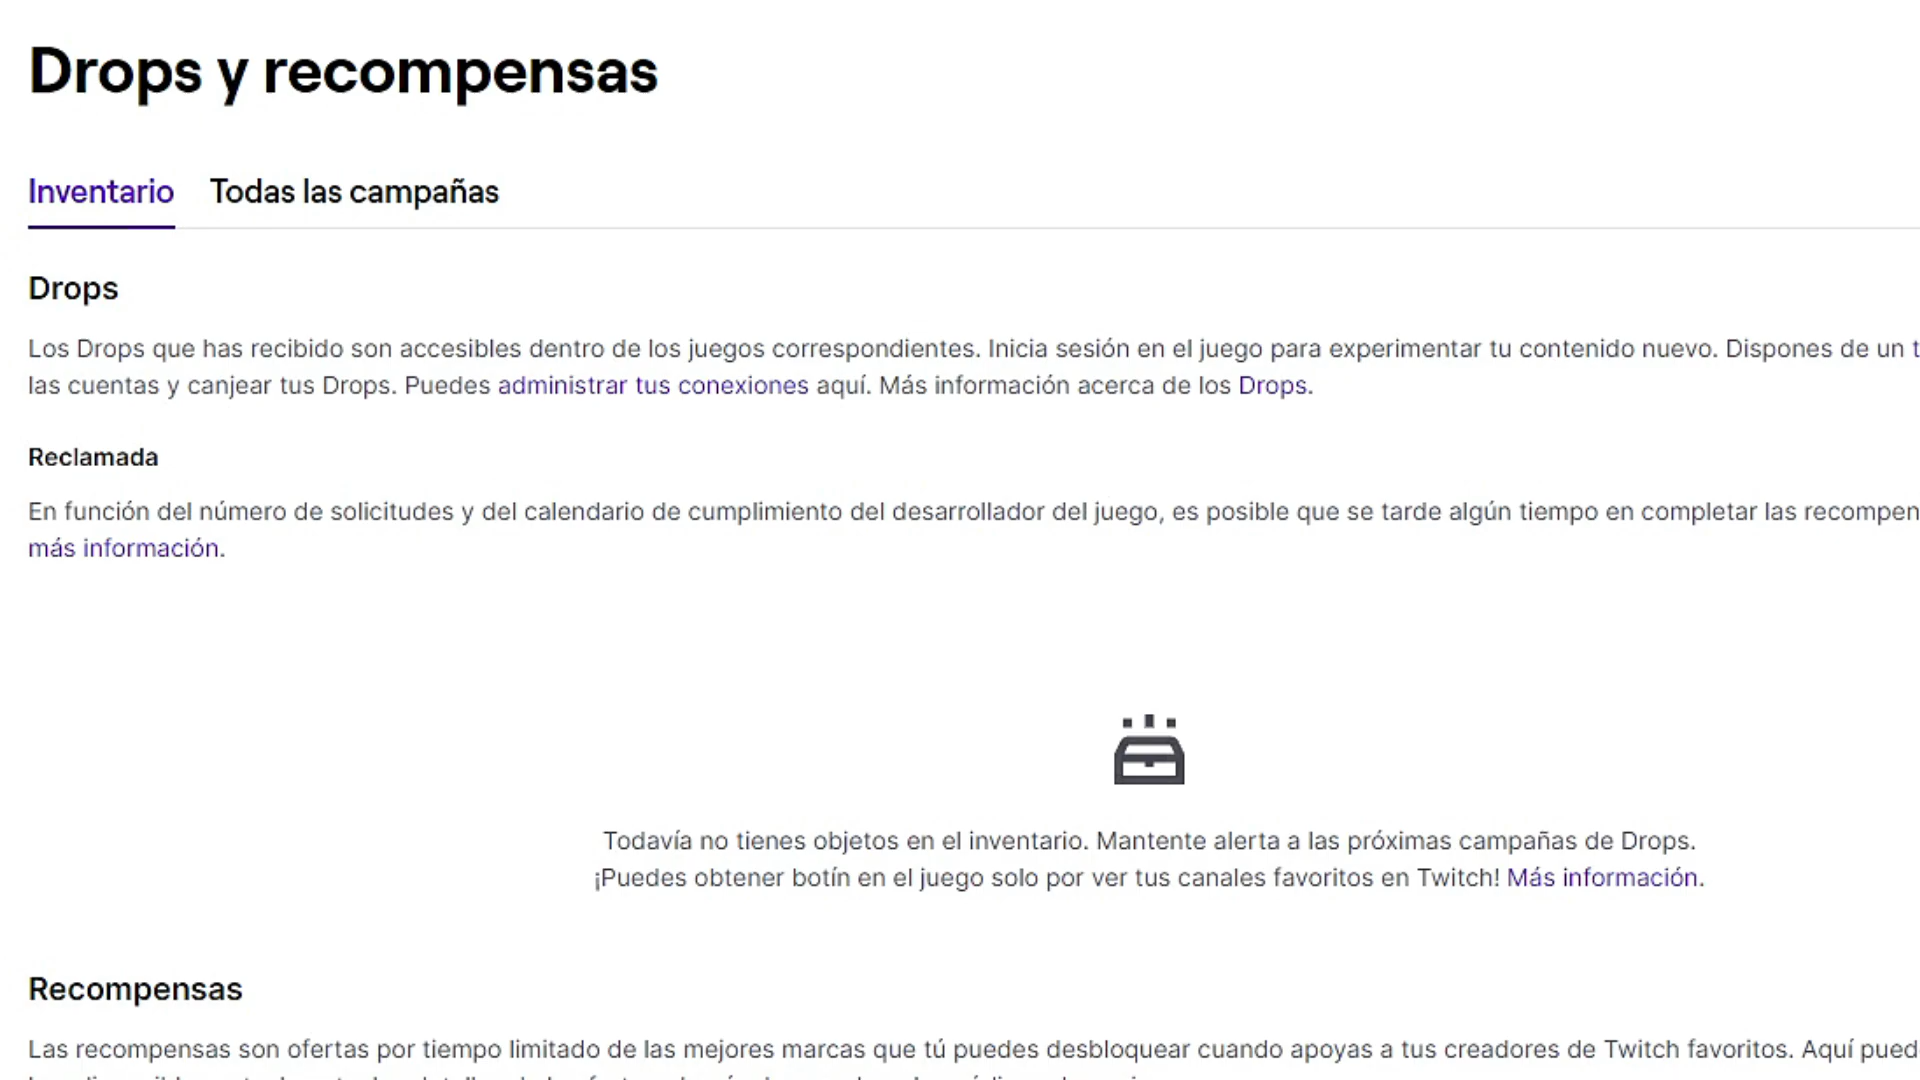 Drops y recompensas
Inventario Todas las campañas
Drops
Los Drops que has recibido son accesibles dentro de los juegos correspondientes. Inicia sesión en el juego para experimentar tu contenido nuevo. Dispones de un
las cuentas y canjear tus Drops. Puedes administrar tus conexiones aquí. Más información acerca de los Drops.
Reclamada
En función del número de solicitudes y del calendario de cumplimiento del desarrollador del juego, es posible que se tarde algún tiempo en completar las recompen
más información.
Todavía no tienes objetos en el inventario. Mantente alerta a las próximas campañas de Drops.
¡Puedes obtener botín en el juego solo por ver tus canales favoritos en Twitch! Más información.
Recompensas
Las recompensas son ofertas por tiempo limitado de las mejores marcas que tú puedes desbloquear cuando apoyas a tus creadores de Twitch favoritos. Aquí pued